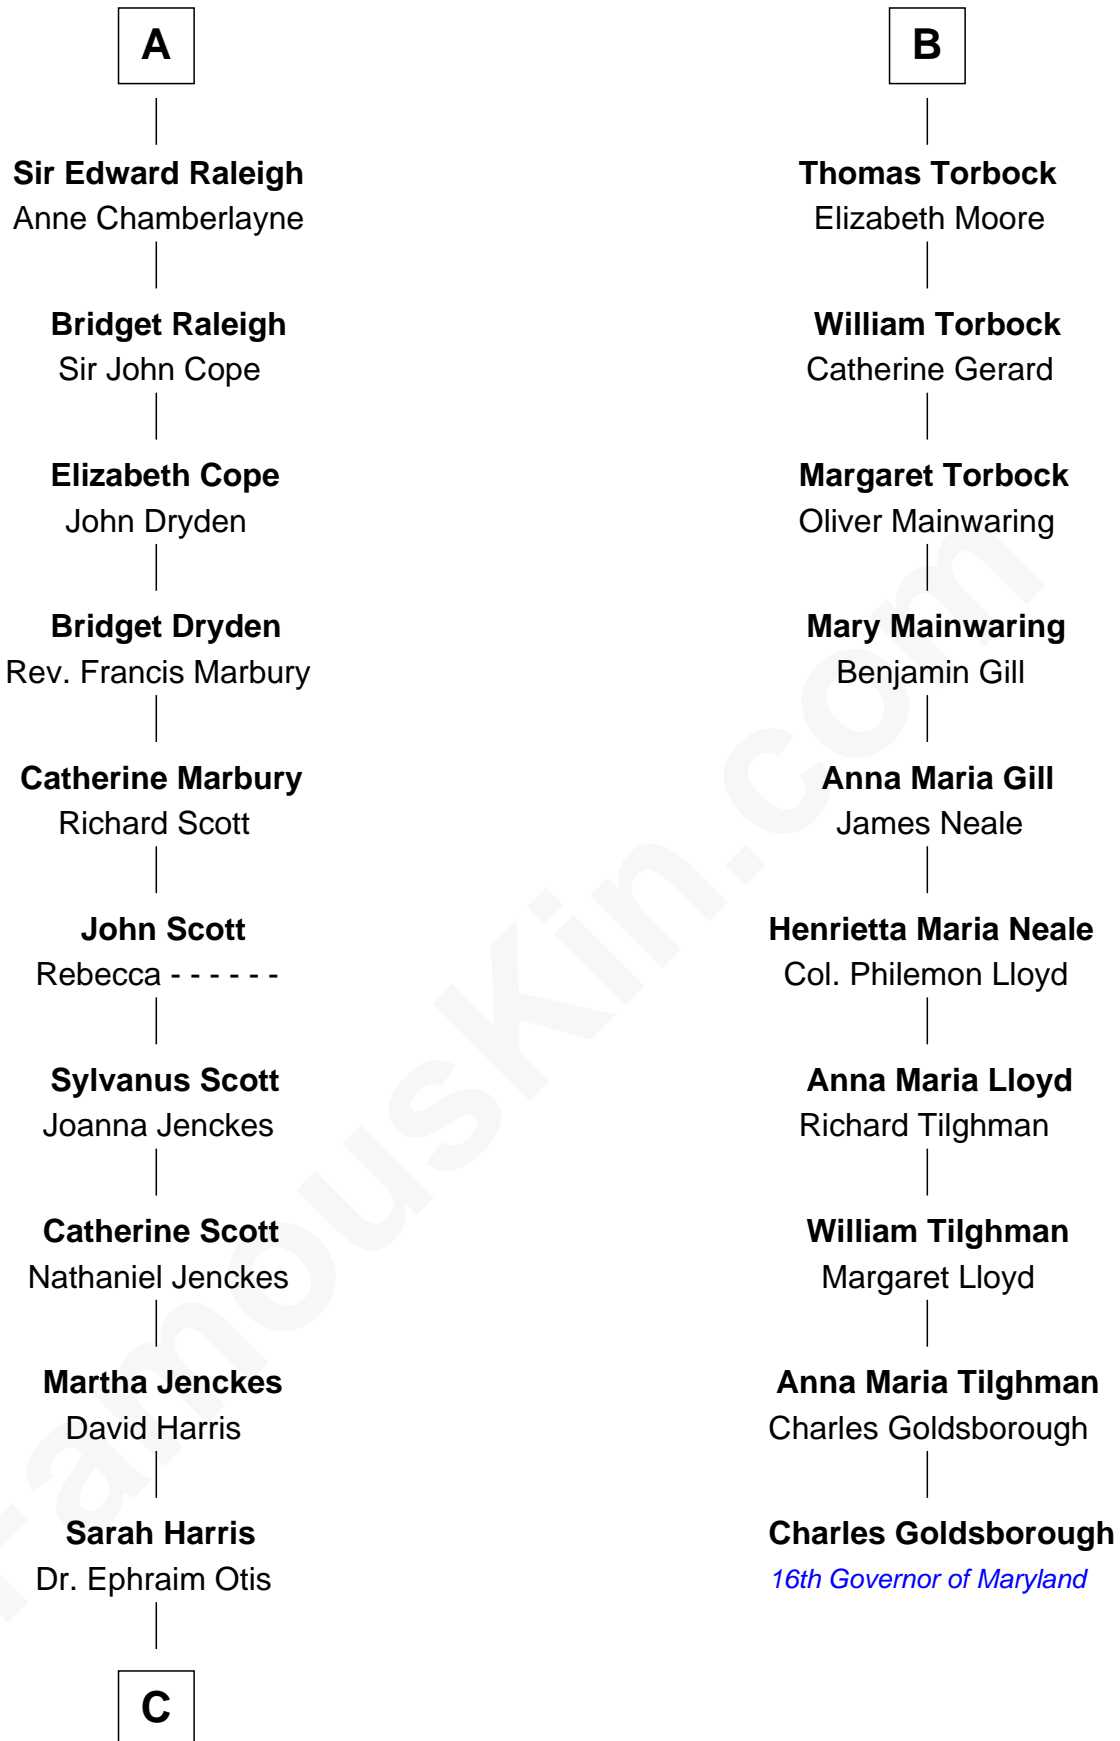 A
Sir Edward Raleigh
Anne Chamberlayne
Bridget Raleigh
Sir John Cope
Elizabeth Cope
John Dryden
Bridget Dryden
Rev. Francis Marbury
Catherine Marbury
Richard Scott
John Scott
Rebecca - - - - - -
Sylvanus Scott
Joanna Jenckes
Catherine Scott
Nathaniel Jenckes
Martha Jenckes
David Harris
Sarah Harris
Dr. Ephraim Otis
C
B
Thomas Torbock
Elizabeth Moore
William Torbock
Catherine Gerard
Margaret Torbock
Oliver Mainwaring
Mary Mainwaring
Benjamin Gill
Anna Maria Gill
James Neale
Henrietta Maria Neale
Col. Philemon Lloyd
Anna Maria Lloyd
Richard Tilghman
William Tilghman
Margaret Lloyd
Anna Maria Tilghman
Charles Goldsborough
Charles Goldsborough
16th Governor of Maryland
FamousKin.com